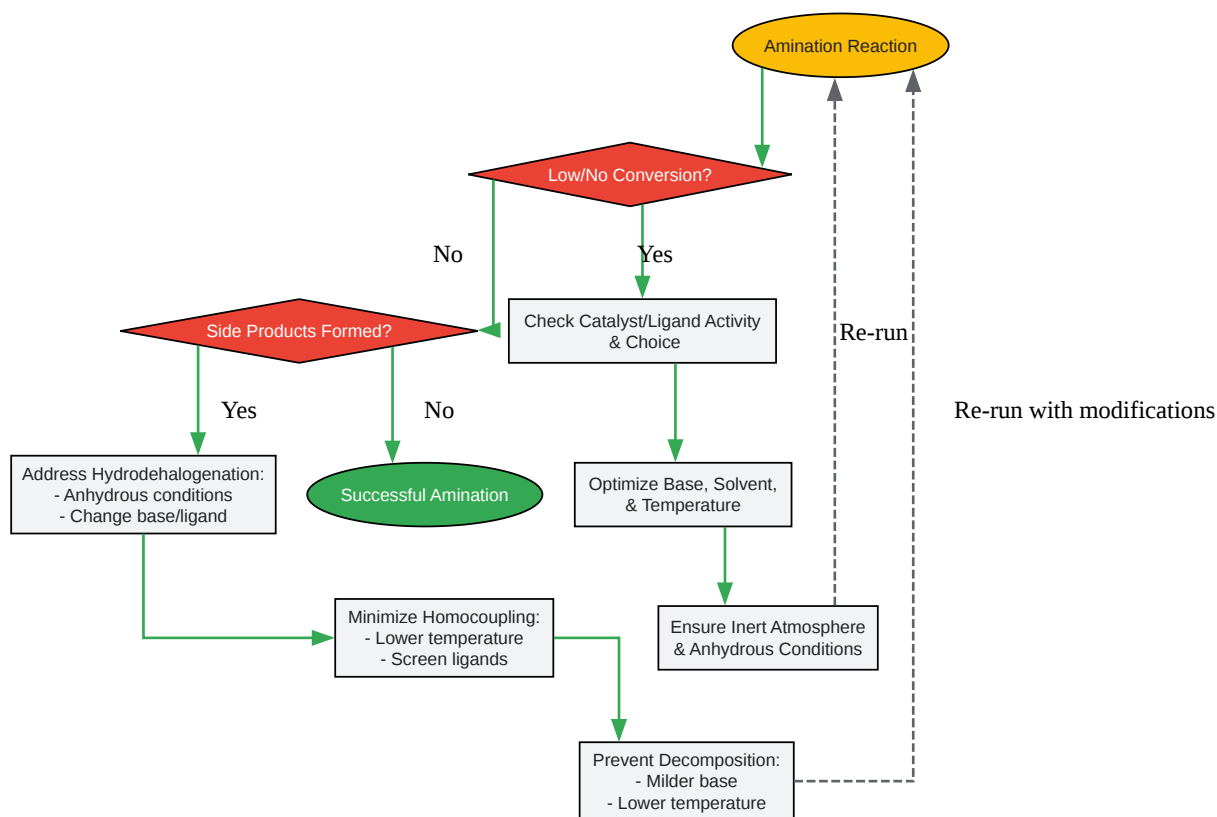 Amination Reaction
Low/No Conversion?
No
Yes
Side Products Formed?
Check Catalyst/Ligand Activity
& Choice
Re-run
Yes
No
Re-run with modifications
Address Hydrodehalogenation:
- Anhydrous conditions
- Change base/ligand
Successful Amination
Optimize Base, Solvent,
& Temperature
Minimize Homocoupling:
- Lower temperature
- Screen ligands
Ensure Inert Atmosphere
& Anhydrous Conditions
Prevent Decomposition:
- Milder base
- Lower temperature